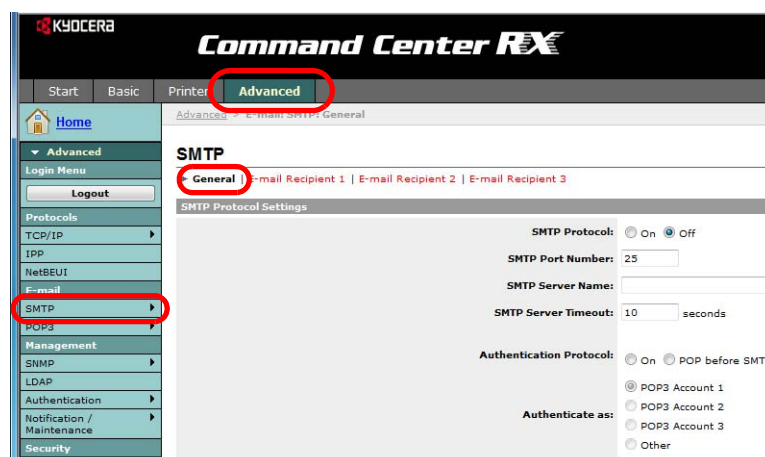 KYOCERA
Command Center RX
Start Basic Printer Advanced
Advanced > E-mail: SMTP: General
Home
Advanced
Login Menu
Logout
Protocols
TCP/IP
IPP
NetBEUI
E-mail
SMTP
POP3
Management
SNMP
LDAP
Authentication
Notification /
Maintenance
Security
SMTP
General | E-mail Recipient 1 | E-mail Recipient 2 | E-mail Recipient 3
SMTP Protocol Settings
SMTP Protocol: On Off
SMTP Port Number: 25
SMTP Server Name:
SMTP Server Timeout: 10 seconds
Authentication Protocol: On POP before SMT
Authenticate as: POP3 Account 1
POP3 Account 2
POP3 Account 3
Other